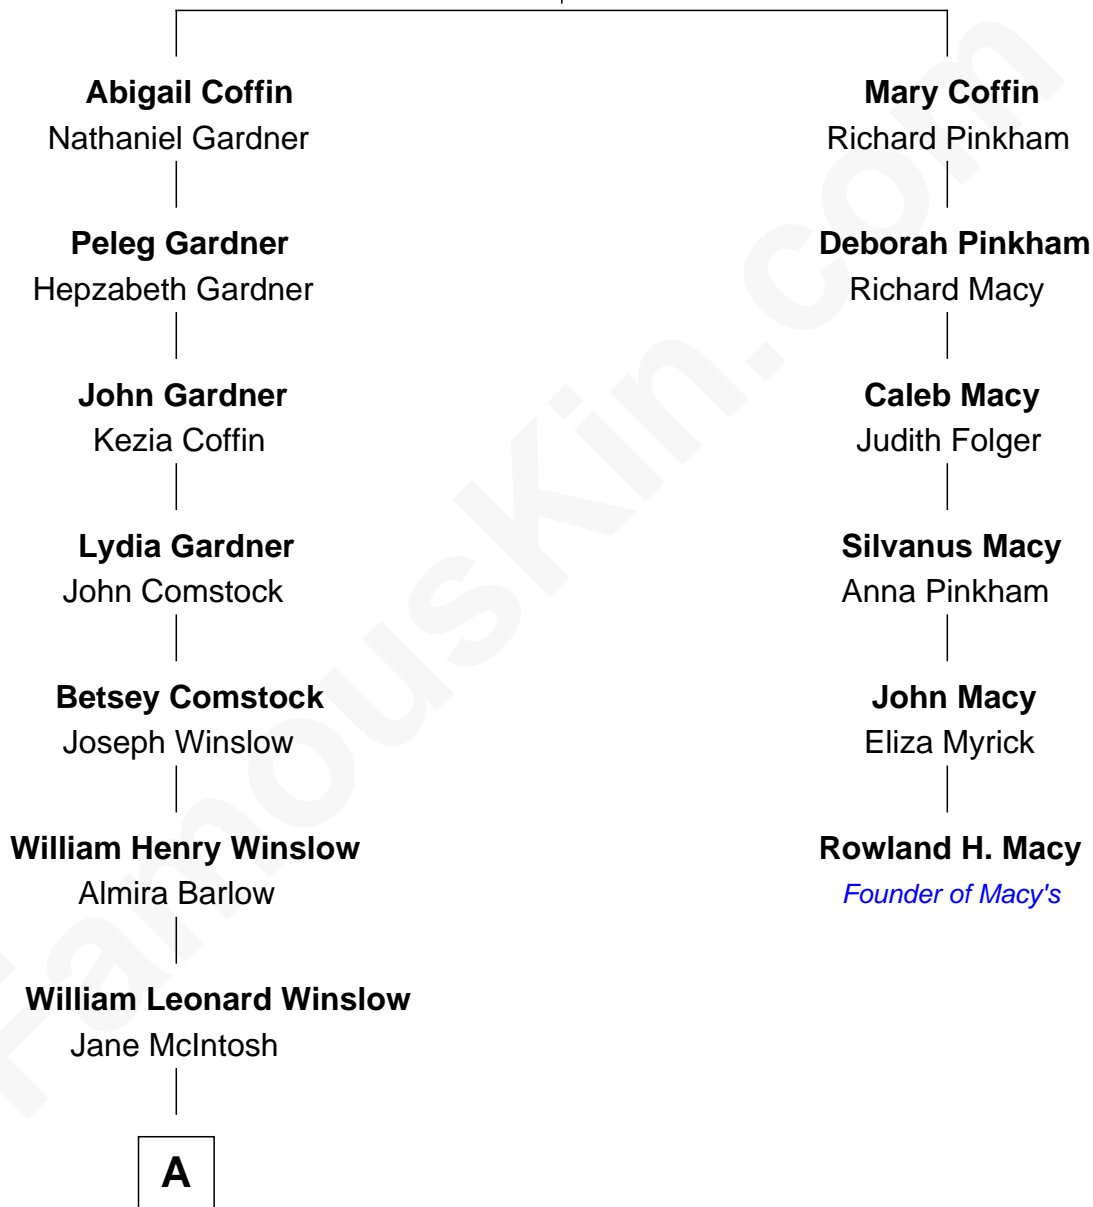 Abigail Coffin
Nathaniel Gardner
Mary Coffin
Richard Pinkham
Peleg Gardner
Hepzabeth Gardner
Deborah Pinkham
Richard Macy
John Gardner
Kezia Coffin
Caleb Macy
Judith Folger
Lydia Gardner
John Comstock
Silvanus Macy
Anna Pinkham
Betsey Comstock
Joseph Winslow
John Macy
Eliza Myrick
William Henry Winslow
Almira Barlow
Rowland H. Macy
Founder of Macy's
William Leonard Winslow
Jane McIntosh
A
FamousKin.com